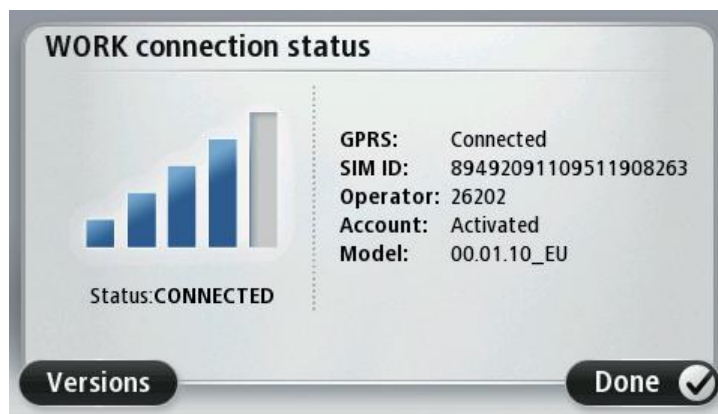 WORK connection status
GPRS: Connected
SIM ID: 89492091109511908263
Operator: 26202
Account: Activated
Model: 00.01.10_EU
Status:CONNECTED
Versions
Done